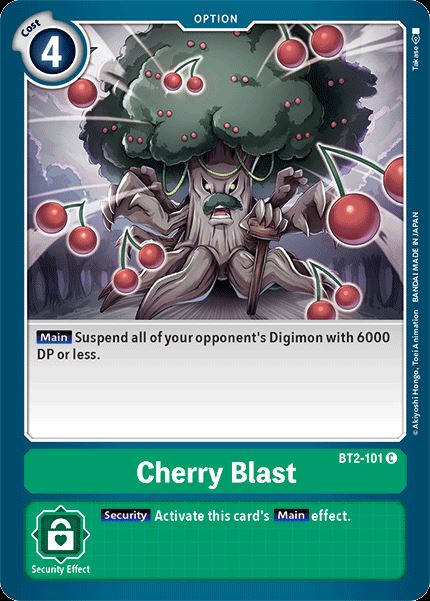 OPTION
Cost
4
Takase
Main Suspend all of your opponent's Digimon with 6000
DP or less.
©Akiyoshi Hongo, Toei Animation BANDAI MADE IN JAPAN
BT2-101 C
Cherry Blast
Security Activate this card's Main effect.
Security Effect